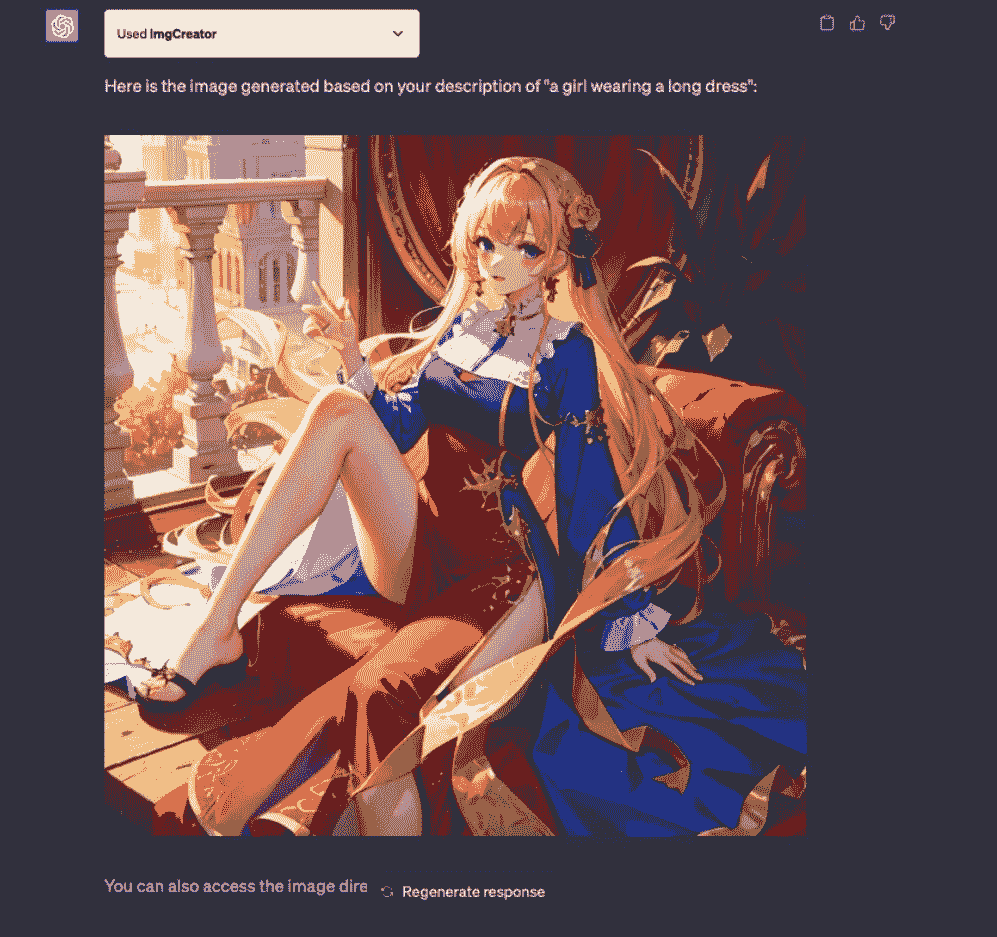 Used ImgCreator
Here is the image generated based on your description of "a girl wearing a long dress":
You can also access the image dire
Regenerate response